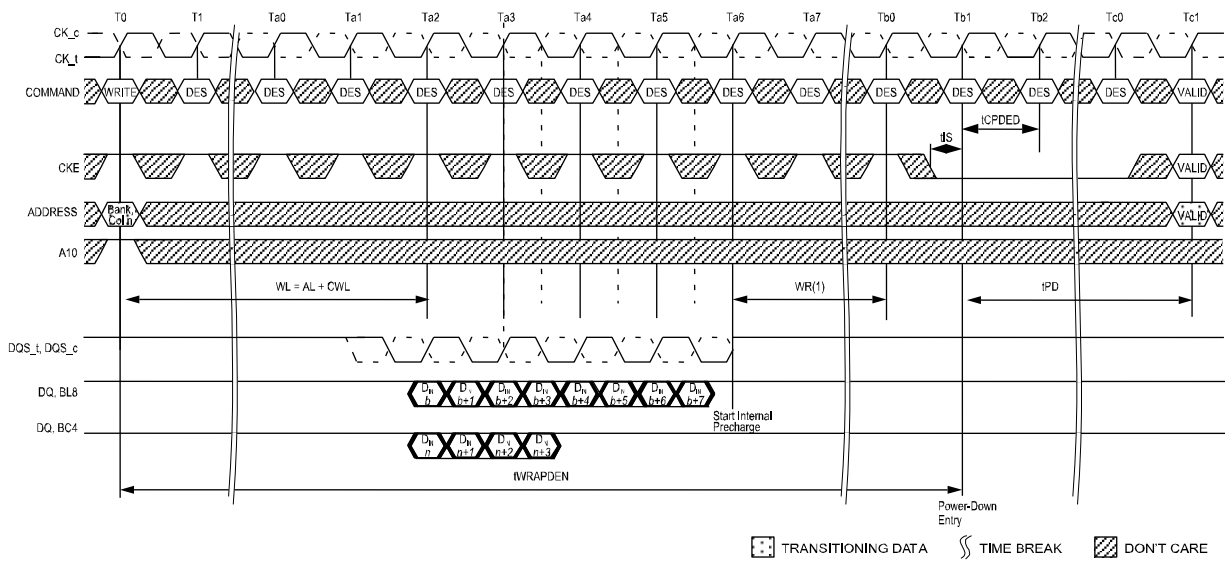 T0 T1 Ta0 Ta1 Ta2 Ta3 Ta4 Ta5 Ta6 Ta7 Tb0 Tb1 Tb2 Tc0 Tc1
CK_c
CK_t
COMMAND WRITE DES DES DES DES DES DES DES DES DES DES DES DES DES VALID
tCPDED
tIS
CKE VALID
ADDRESS Bank, Col n VALID
A10
WL = AL + CWL WR(1) tPD
DQS_t, DQS_c
DQ, BL8 DIN b DIN b+1 DIN b+2 DIN b+3 DIN b+4 DIN b+5 DIN b+6 DIN b+7
Start Internal
Precharge
DQ, BC4 DIN n DIN n+1 DIN n+2 DIN n+3
tWRAPDEN
Power-Down
Entry
TRANSITIONING DATA TIME BREAK DON'T CARE